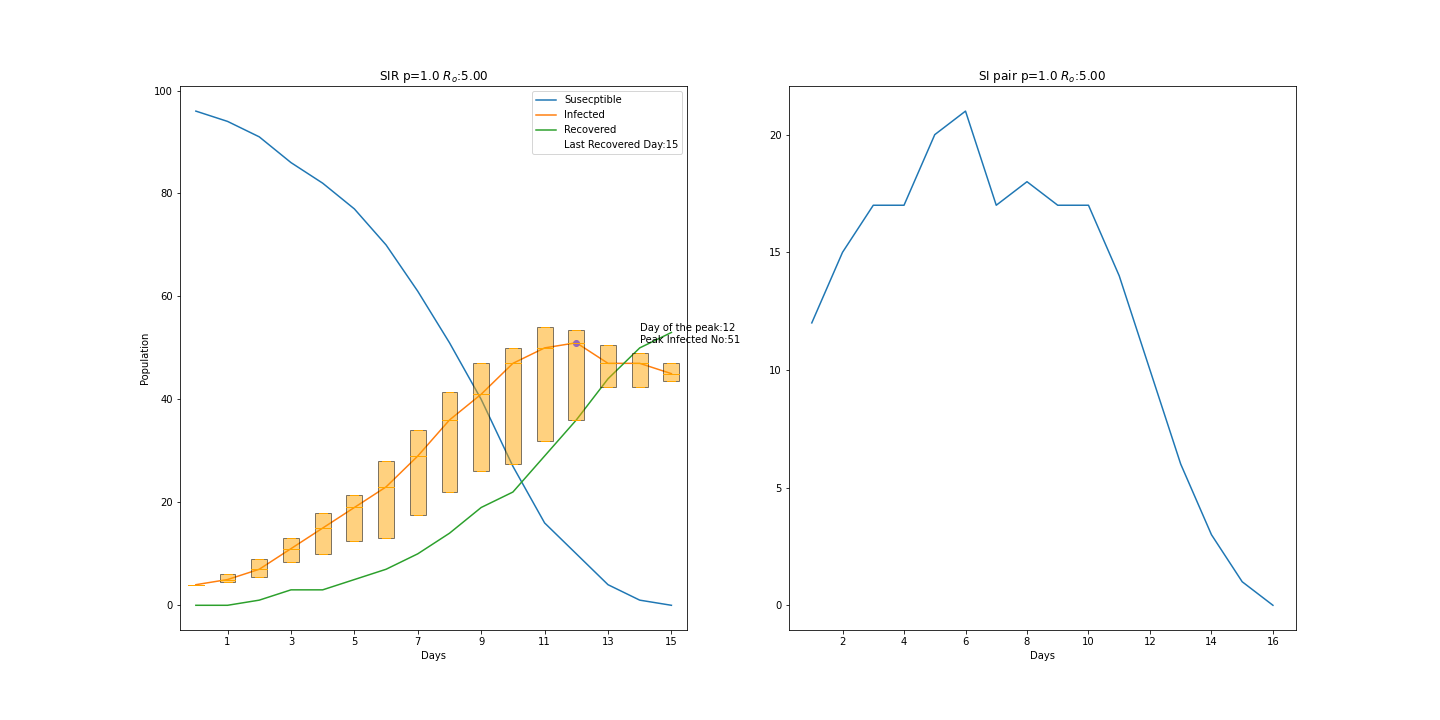 SIR p=1.0 Rₒ:5.00
100
80
60
40
20
0
Population
Susecptible
Infected
Recovered
Last Recovered Day:15
Day of the peak:12
Peak Infected No:51
1 3 5 7 9 11 13 15
Days
SI pair p=1.0 Rₒ:5.00
20
15
10
5
0
2 4 6 8 10 12 14 16
Days